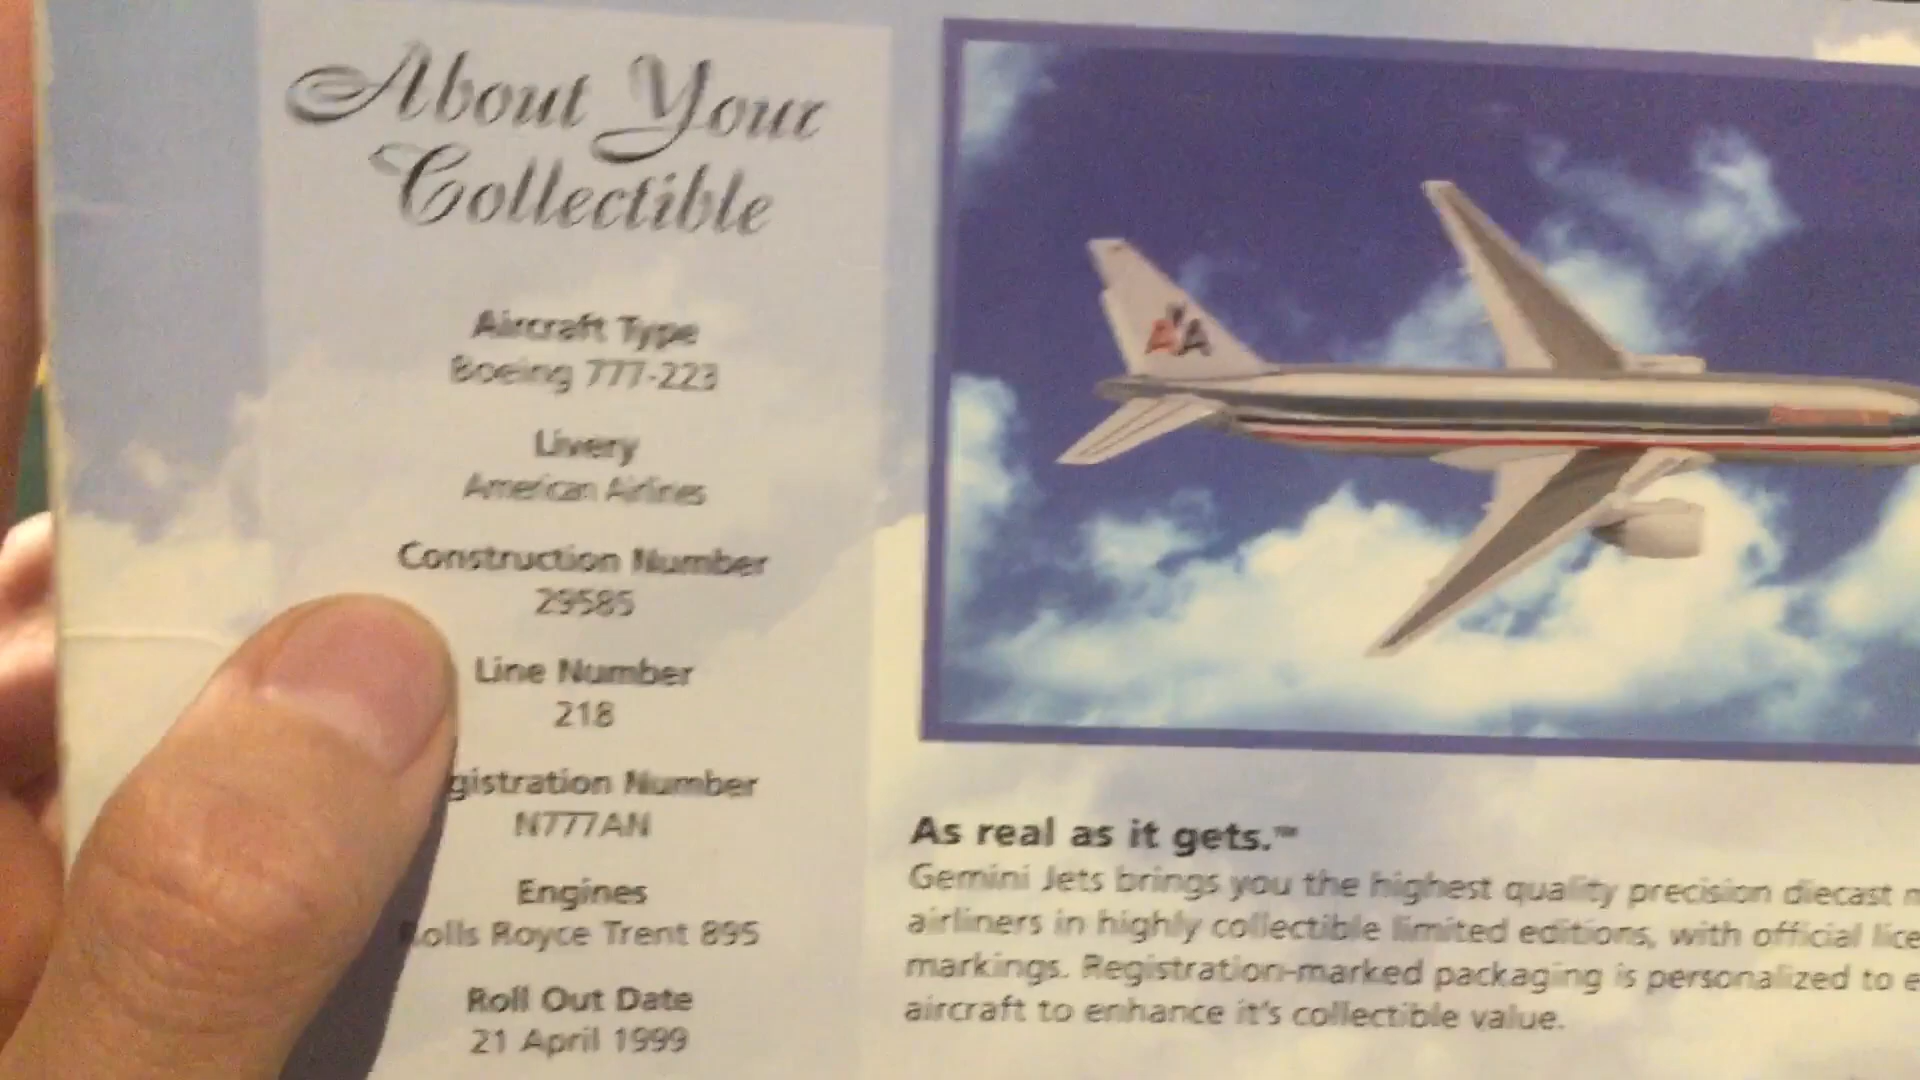 About Your
Collectible
Aircraft Type
Boeing 777-223
Livery
American Airlines
Construction Number
29585
Line Number
218
gistration Number
N777AN
Engines
Rolls Royce Trent 895
Roll Out Date
21 April 1999
AA
As real as it gets.™
Gemini Jets brings you the highest quality precision diecast
airliners in highly collectible limited editions, with official
markings. Registration-marked packaging is personalized to
aircraft to enhance it's collectible value.